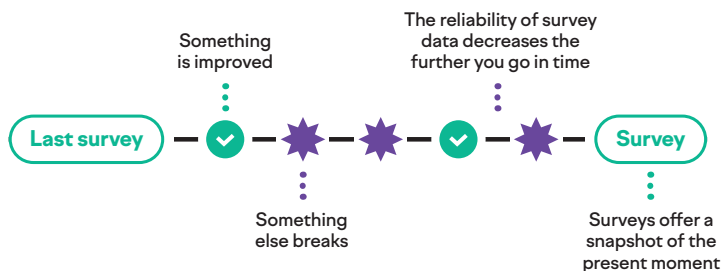 Something
is improved
The reliability of survey
data decreases the
further you go in time
Last survey
Survey
Something
else breaks
Surveys offer a
snapshot of the
present moment